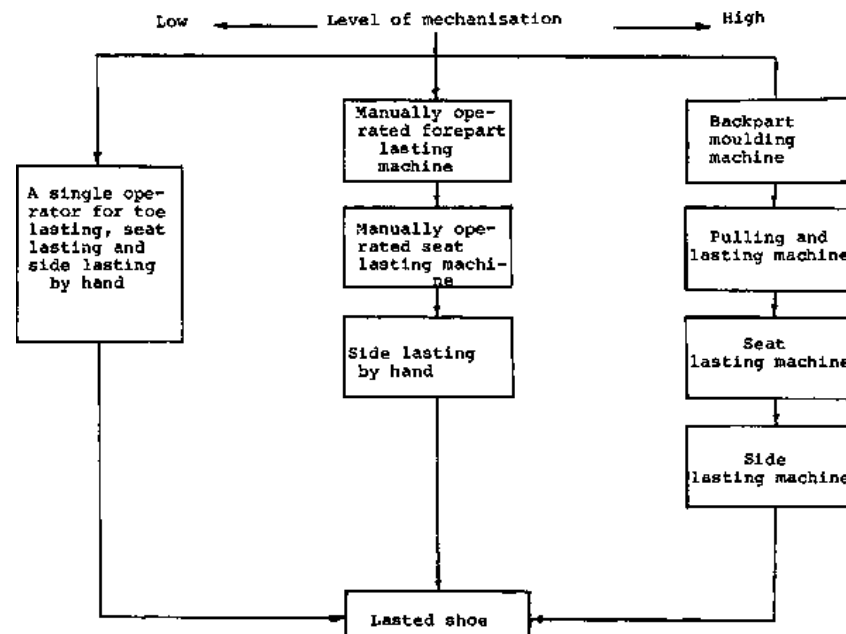 Low Level of mechanisation High
A single ope-
rator for toe
lasting, seat
lasting and
side lasting
by hand
Manually ope-
rated forepart
lasting
machine
Manually ope-
rated seat
lasting machi-
ne
Side lasting
by hand
Backpart
moulding
machine
Pulling and
lasting machine
Seat
lasting machine
Side
lasting machine
Lasted shoe